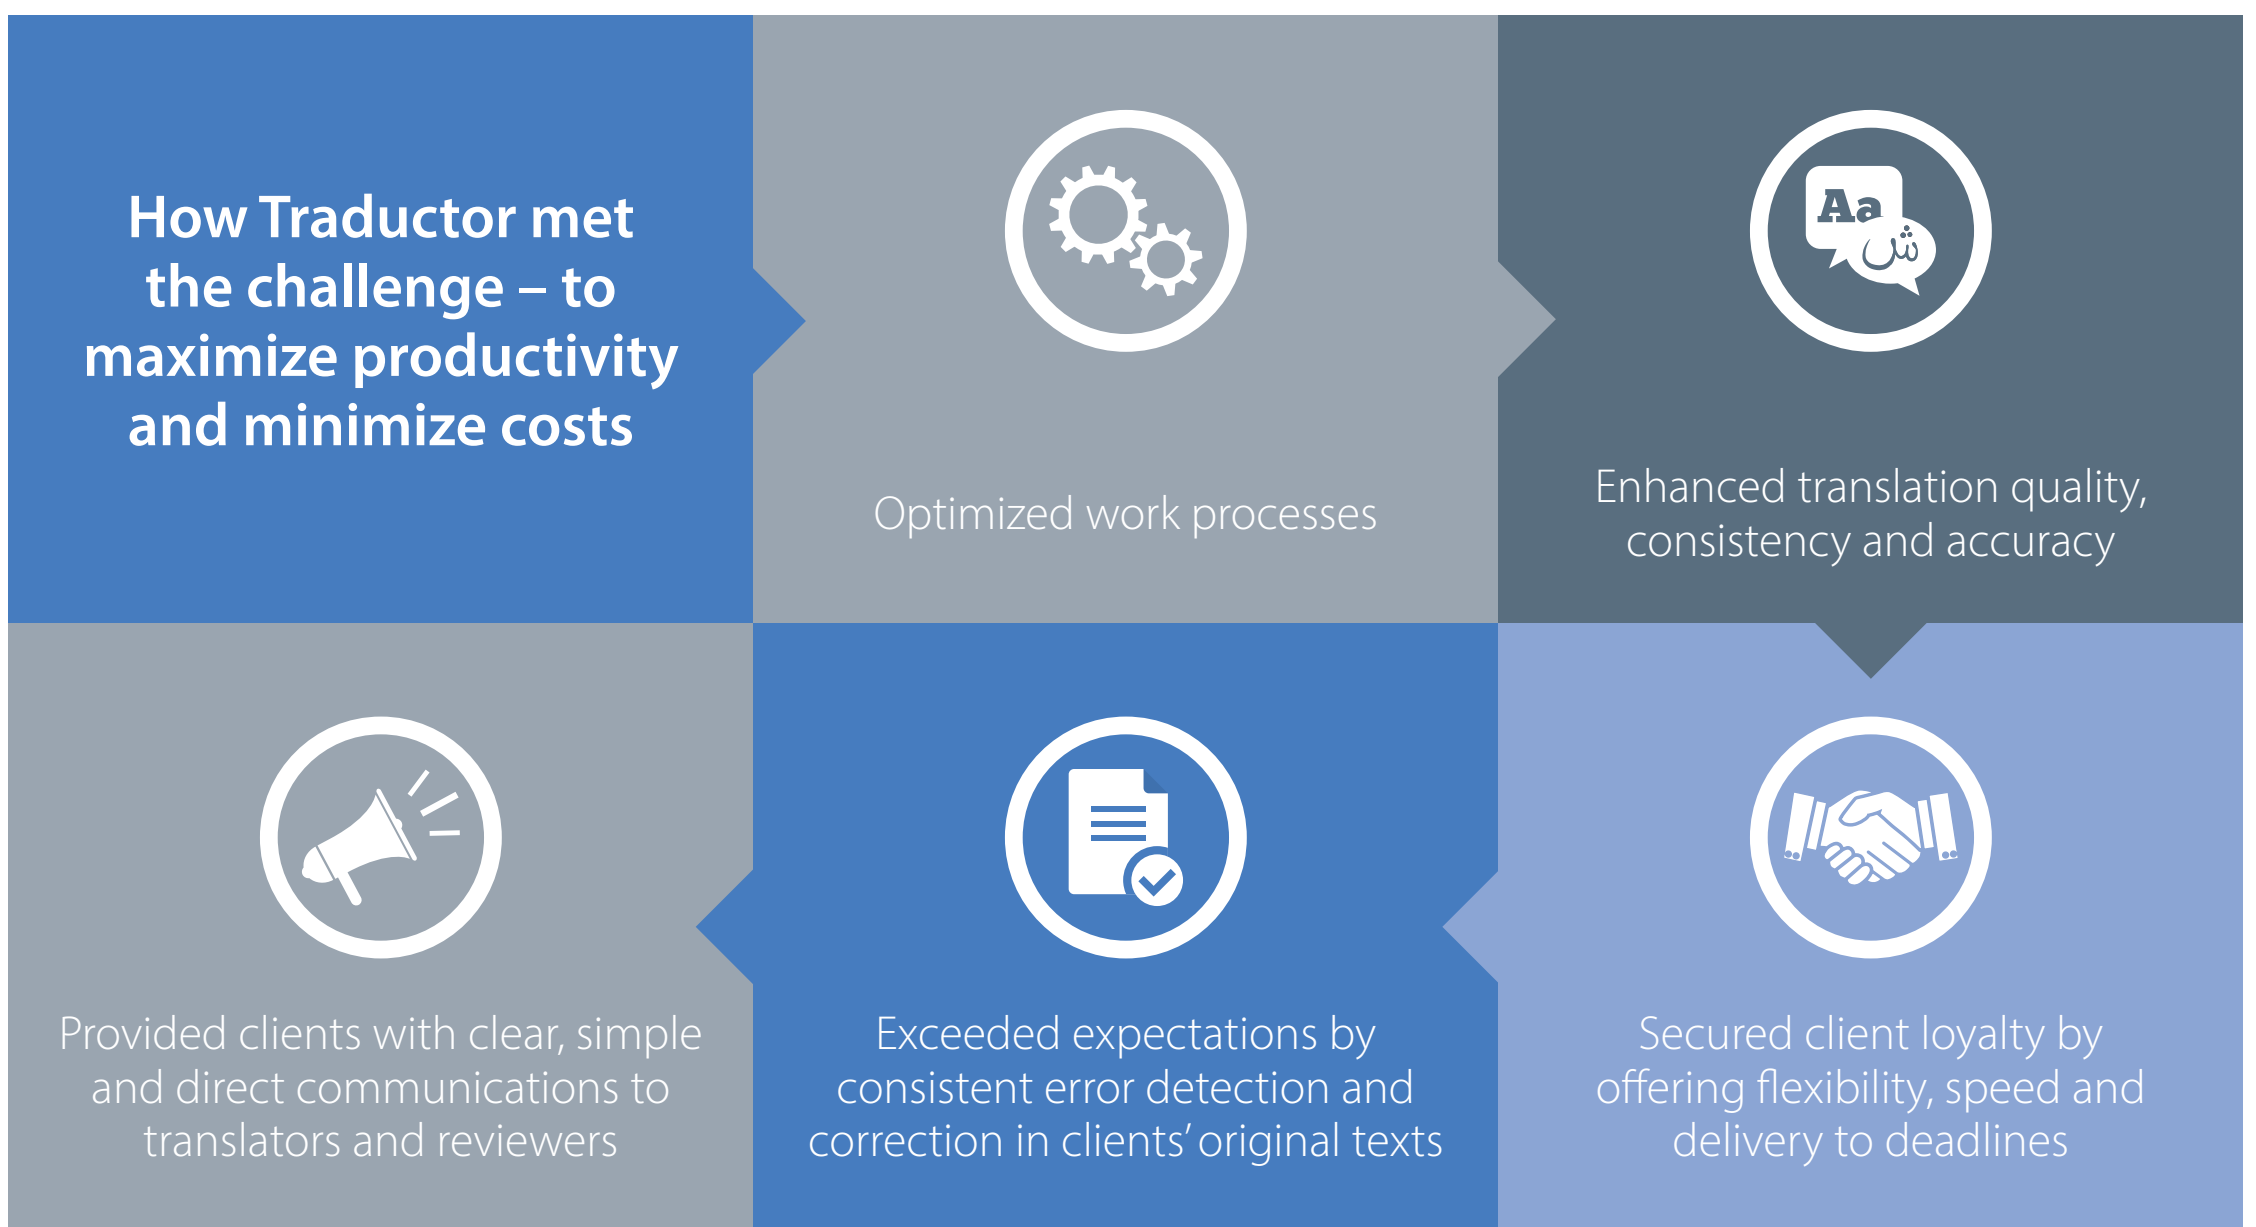 How Traductor met
the challenge – to
maximize productivity
and minimize costs
Optimized work processes
Aa
ش
Enhanced translation quality,
consistency and accuracy
Secured client loyalty by
offering flexibility, speed and
delivery to deadlines
Exceeded expectations by
consistent error detection and
correction in clients’ original texts
Provided clients with clear, simple
and direct communications to
translators and reviewers